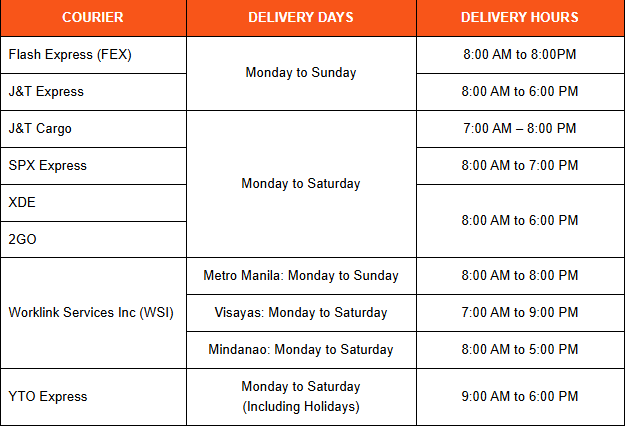 COURIER DELIVERY DAYS DELIVERY HOURS
Flash Express (FEX) Monday to Sunday 8:00 AM to 8:00PM
J&T Express 8:00 AM to 6:00 PM
J&T Cargo Monday to Saturday 7:00 AM – 8:00 PM
SPX Express 8:00 AM to 7:00 PM
XDE 8:00 AM to 6:00 PM
2GO
Worklink Services Inc (WSI) Metro Manila: Monday to Sunday 8:00 AM to 8:00 PM
Visayas: Monday to Saturday 7:00 AM to 9:00 PM
Mindanao: Monday to Saturday 8:00 AM to 5:00 PM
YTO Express Monday to Saturday 9:00 AM to 6:00 PM
(Including Holidays)